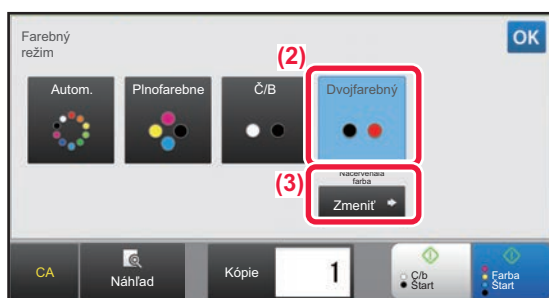 Farebný
režim
OK
(2)
Autom.
Plnofarebne
Č/B
Dvojfarebný
(3)
Načervenalá
farba
Zmeniť
CA
Náhľad
Kópie
1
Č/b
Štart
Farba
Štart